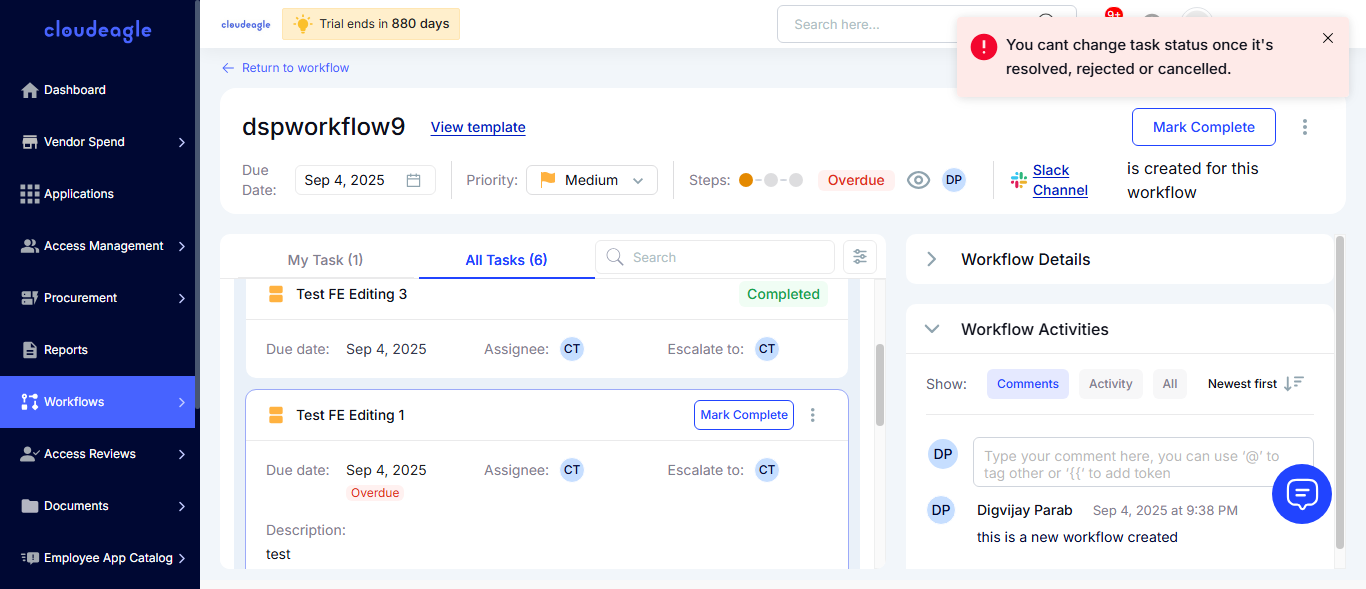 cloudeagle
Dashboard
Vendor Spend
Applications
Access Management
Procurement
Reports
Workflows
Access Reviews
Documents
Employee App Catalog
cloudeagle
Trial ends in 880 days
Search here...
9+
You cant change task status once it's
resolved, rejected or cancelled.
Return to workflow
dspworkflow9
View template
Mark Complete
Due
Date:
Sep 4, 2025
Priority:
Medium
Steps:
Overdue
DP
Slack
Channel
is created for this
workflow
My Task (1)
All Tasks (6)
Search
Test FE Editing 3
Completed
Due date:
Sep 4, 2025
Assignee:
CT
Escalate to:
CT
Test FE Editing 1
Mark Complete
Due date:
Sep 4, 2025
Overdue
Assignee:
CT
Escalate to:
CT
Description:
test
Workflow Details
Workflow Activities
Show:
Comments
Activity
All
Newest first
DP
Type your comment here, you can use '@' to
tag other or '{{' to add token
DP
Digvijay Parab
Sep 4, 2025 at 9:38 PM
this is a new workflow created